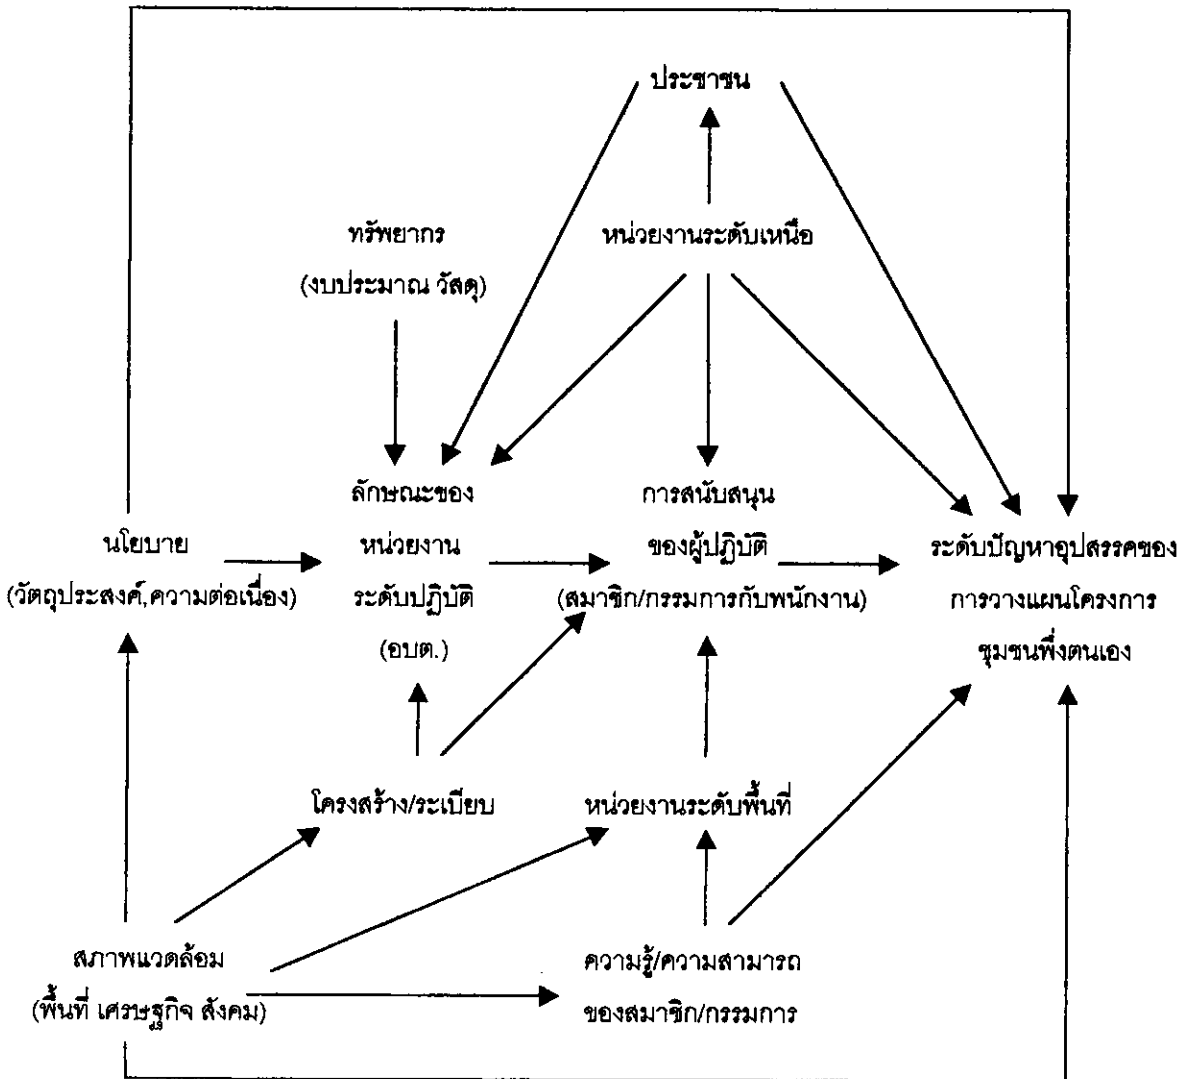 ประชาชน
ทรัพยากร
(งบประมาณ วัสดุ)
หน่วยงานระดับเหนือ
นโยบาย
(วัตถุประสงค์,ความต่อเนื่อง)
ลักษณะของ
หน่วยงาน
ระดับปฏิบัติ
(อบต.)
การสนับสนุน
ของผู้ปฏิบัติ
(สมาชิก/กรรมการกับพนักงาน)
ระดับปัญหาอุปสรรคของ
การวางแผนโครงการ
ชุมชนพึ่งตนเอง
โครงสร้าง/ระเบียบ
หน่วยงานระดับพื้นที่
สภาพแวดล้อม
(พื้นที่ เศรษฐกิจ สังคม)
ความรู้/ความสามารถ
ของสมาชิก/กรรมการ